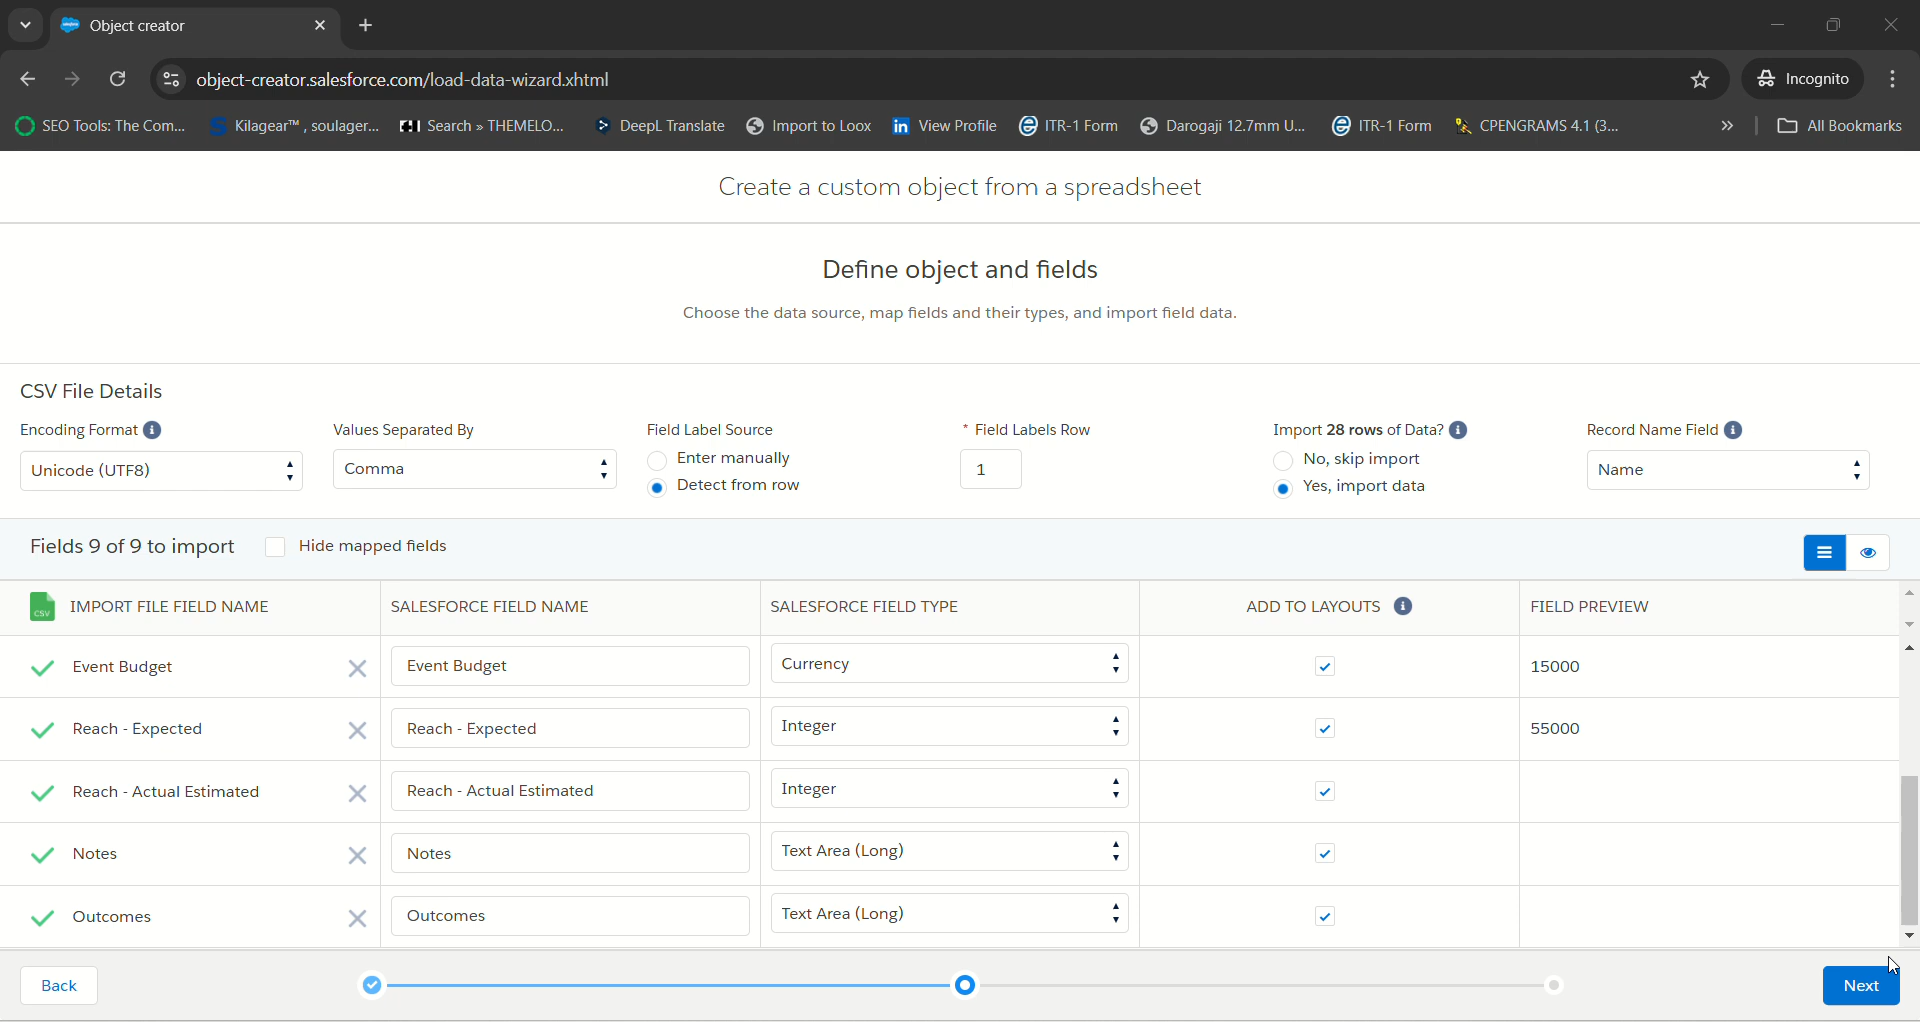 Object creator
object-creator.salesforce.com/load-data-wizard.xhtml
Incognito
SEO Tools: The Com... Kilagear™ , soulager... Search » THEMELO... DeepL Translate Import to Loox View Profile ITR-1 Form Darogaji 12.7mm U... ITR-1 Form CPENGRAMS 4.1 (3... » All Bookmarks
Create a custom object from a spreadsheet
Define object and fields
Choose the data source, map fields and their types, and import field data.
CSV File Details
Encoding Format Values Separated By Field Label Source * Field Labels Row Import 28 rows of Data? Record Name Field
Unicode (UTF8) Comma Enter manually 1 No, skip import Name
Detect from row Yes, import data
Fields 9 of 9 to import Hide mapped fields
CSV IMPORT FILE FIELD NAME SALESFORCE FIELD NAME SALESFORCE FIELD TYPE ADD TO LAYOUTS FIELD PREVIEW
Event Budget Event Budget Currency 15000
Reach - Expected Reach - Expected Integer 55000
Reach - Actual Estimated Reach - Actual Estimated Integer
Notes Notes Text Area (Long)
Outcomes Outcomes Text Area (Long)
Back Next